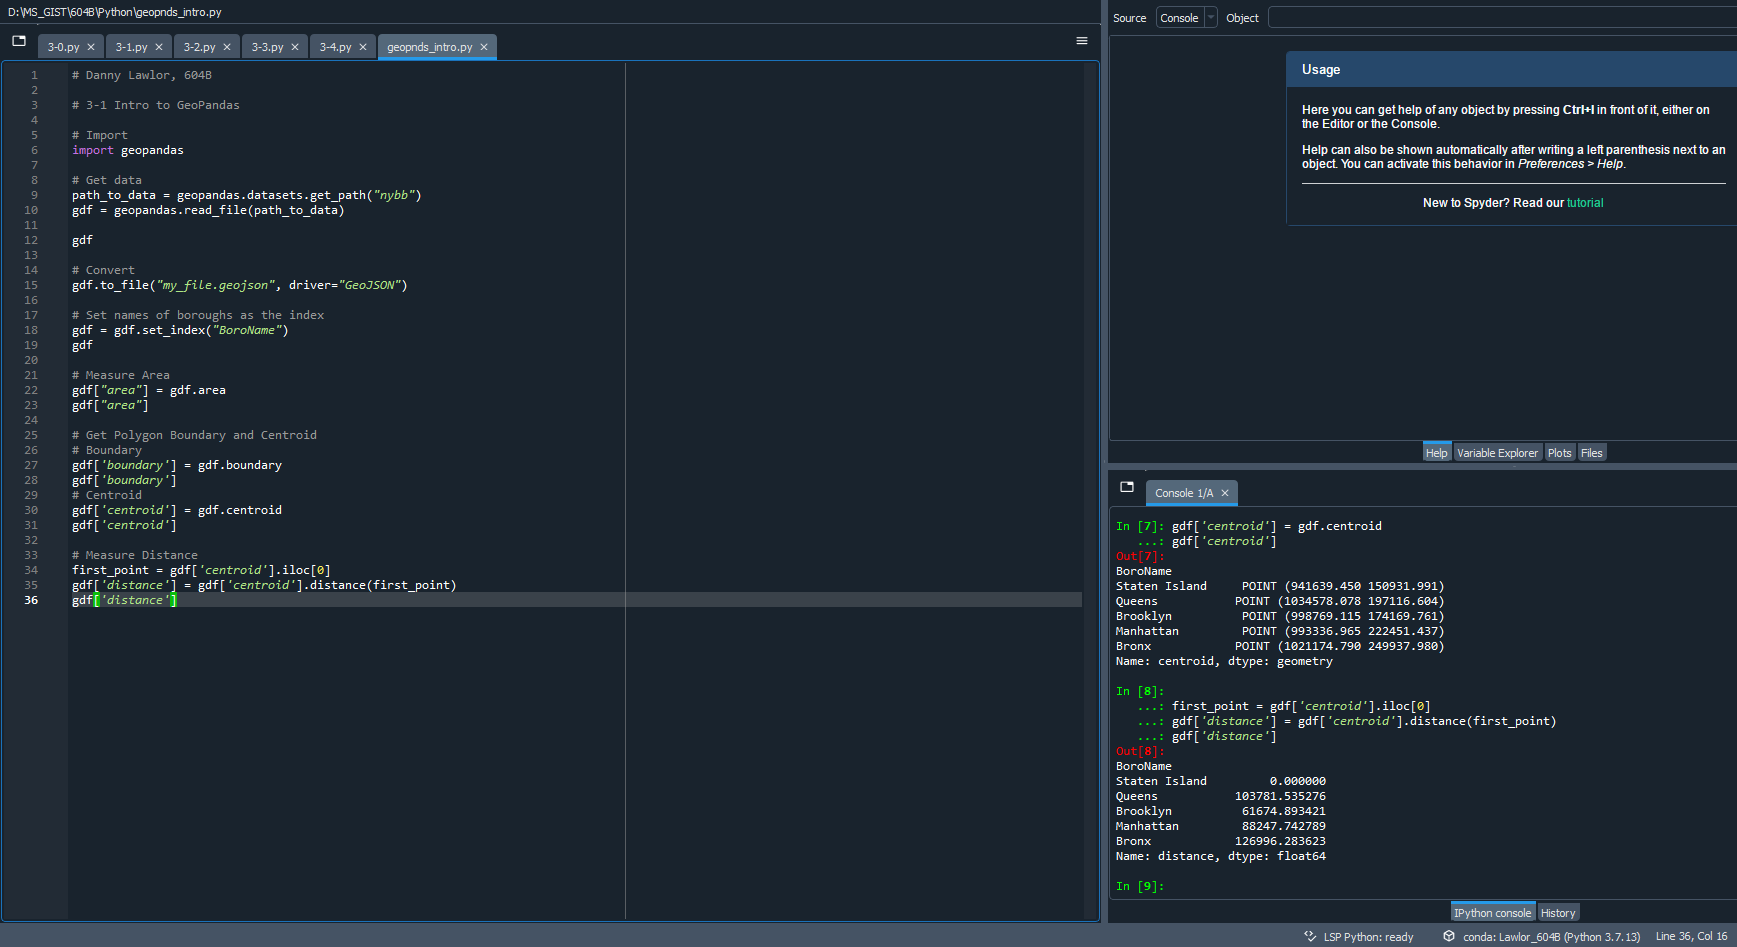 D:\MS_GIST\604B\Python\geopnds_intro.py
3-0.py 3-1.py 3-2.py 3-3.py 3-4.py geopnds_intro.py
1 # Danny Lawlor, 604B
2
3 # 3-1 Intro to GeoPandas
4
5 # Import
6 import geopandas
7
8 # Get data
9 path_to_data = geopandas.datasets.get_path("nybb")
10 gdf = geopandas.read_file(path_to_data)
11
12 gdf
13
14 # Convert
15 gdf.to_file("my_file.geojson", driver="GeoJSON")
16
17 # Set names of boroughs as the index
18 gdf = gdf.set_index("BoroName")
19 gdf
20
21 # Measure Area
22 gdf["area"] = gdf.area
23 gdf["area"]
24
25 # Get Polygon Boundary and Centroid
26 # Boundary
27 gdf['boundary'] = gdf.boundary
28 gdf['boundary']
29 # Centroid
30 gdf['centroid'] = gdf.centroid
31 gdf['centroid']
32
33 # Measure Distance
34 first_point = gdf['centroid'].iloc[0]
35 gdf['distance'] = gdf['centroid'].distance(first_point)
36 gdf['distance']
Source Console Object
Usage
Here you can get help of any object by pressing Ctrl+I in front of it, either on
the Editor or the Console.
Help can also be shown automatically after writing a left parenthesis next to an
object. You can activate this behavior in Preferences > Help.
New to Spyder? Read our tutorial
Help Variable Explorer Plots Files
Console 1/A
In [7]: gdf['centroid'] = gdf.centroid
...: gdf['centroid']
Out[7]:
BoroName
Staten Island POINT (941639.450 150931.991)
Queens POINT (1034578.078 197116.604)
Brooklyn POINT (998769.115 174169.761)
Manhattan POINT (993336.965 222451.437)
Bronx POINT (1021174.790 249937.980)
Name: centroid, dtype: geometry
In [8]:
...: first_point = gdf['centroid'].iloc[0]
...: gdf['distance'] = gdf['centroid'].distance(first_point)
...: gdf['distance']
Out[8]:
BoroName
Staten Island 0.000000
Queens 103781.535276
Brooklyn 61674.893421
Manhattan 88247.742789
Bronx 126996.283623
Name: distance, dtype: float64
In [9]:
IPython console History
LSP Python: ready conda: Lawlor_604B (Python 3.7.13) Line 36, Col 16